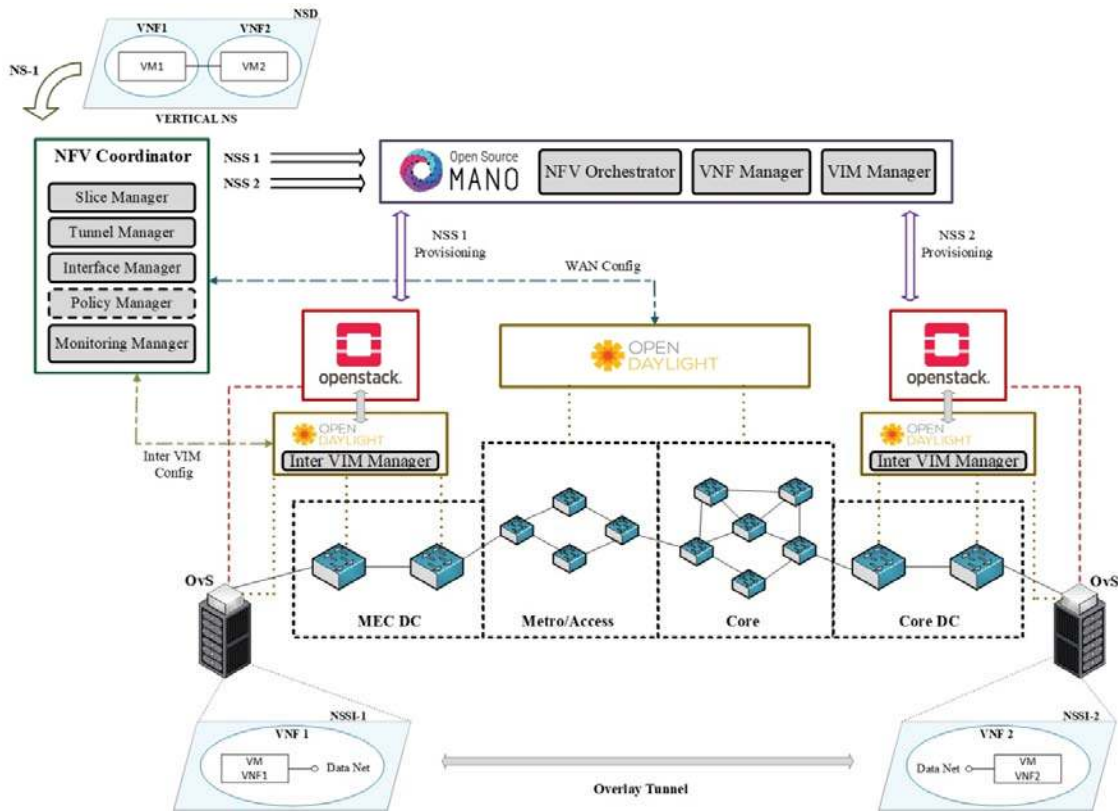 NSD
VNF1
VNF2
VM1
VM2
VERTICAL NS
NS-1
NFV Coordinator
Slice Manager
Tunnel Manager
Interface Manager
Policy Manager
Monitoring Manager
NSS 1
NSS 2
Open Source
MANO
NFV Orchestrator
VNF Manager
VIM Manager
NSS 1
Provisioning
NSS 2
Provisioning
WAN Config
openstack.
OPEN
DAYLIGHT
openstack.
Inter VIM
Config
OPEN
DAYLIGHT
Inter VIM Manager
OPEN
DAYLIGHT
Inter VIM Manager
OvS
OvS
MEC DC
Metro/Access
Core
Core DC
NSSI-1
VNF 1
VM
VNF1
Data Net
Overlay Tunnel
NSSI-2
VNF 2
Data Net
VM
VNF2